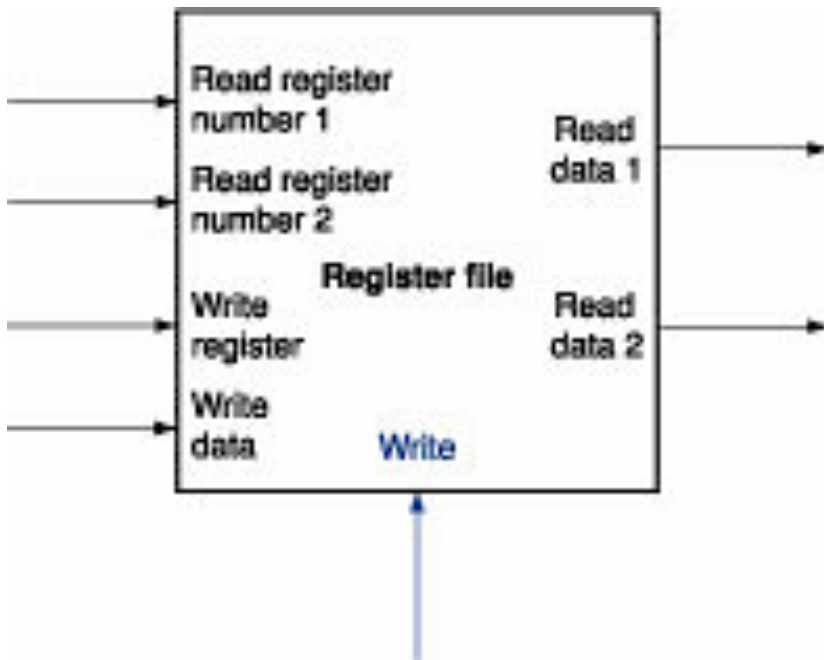 Read register
number 1
Read register
number 2
Register file
Write
register
Write
data
Write
Read
data 1
Read
data 2